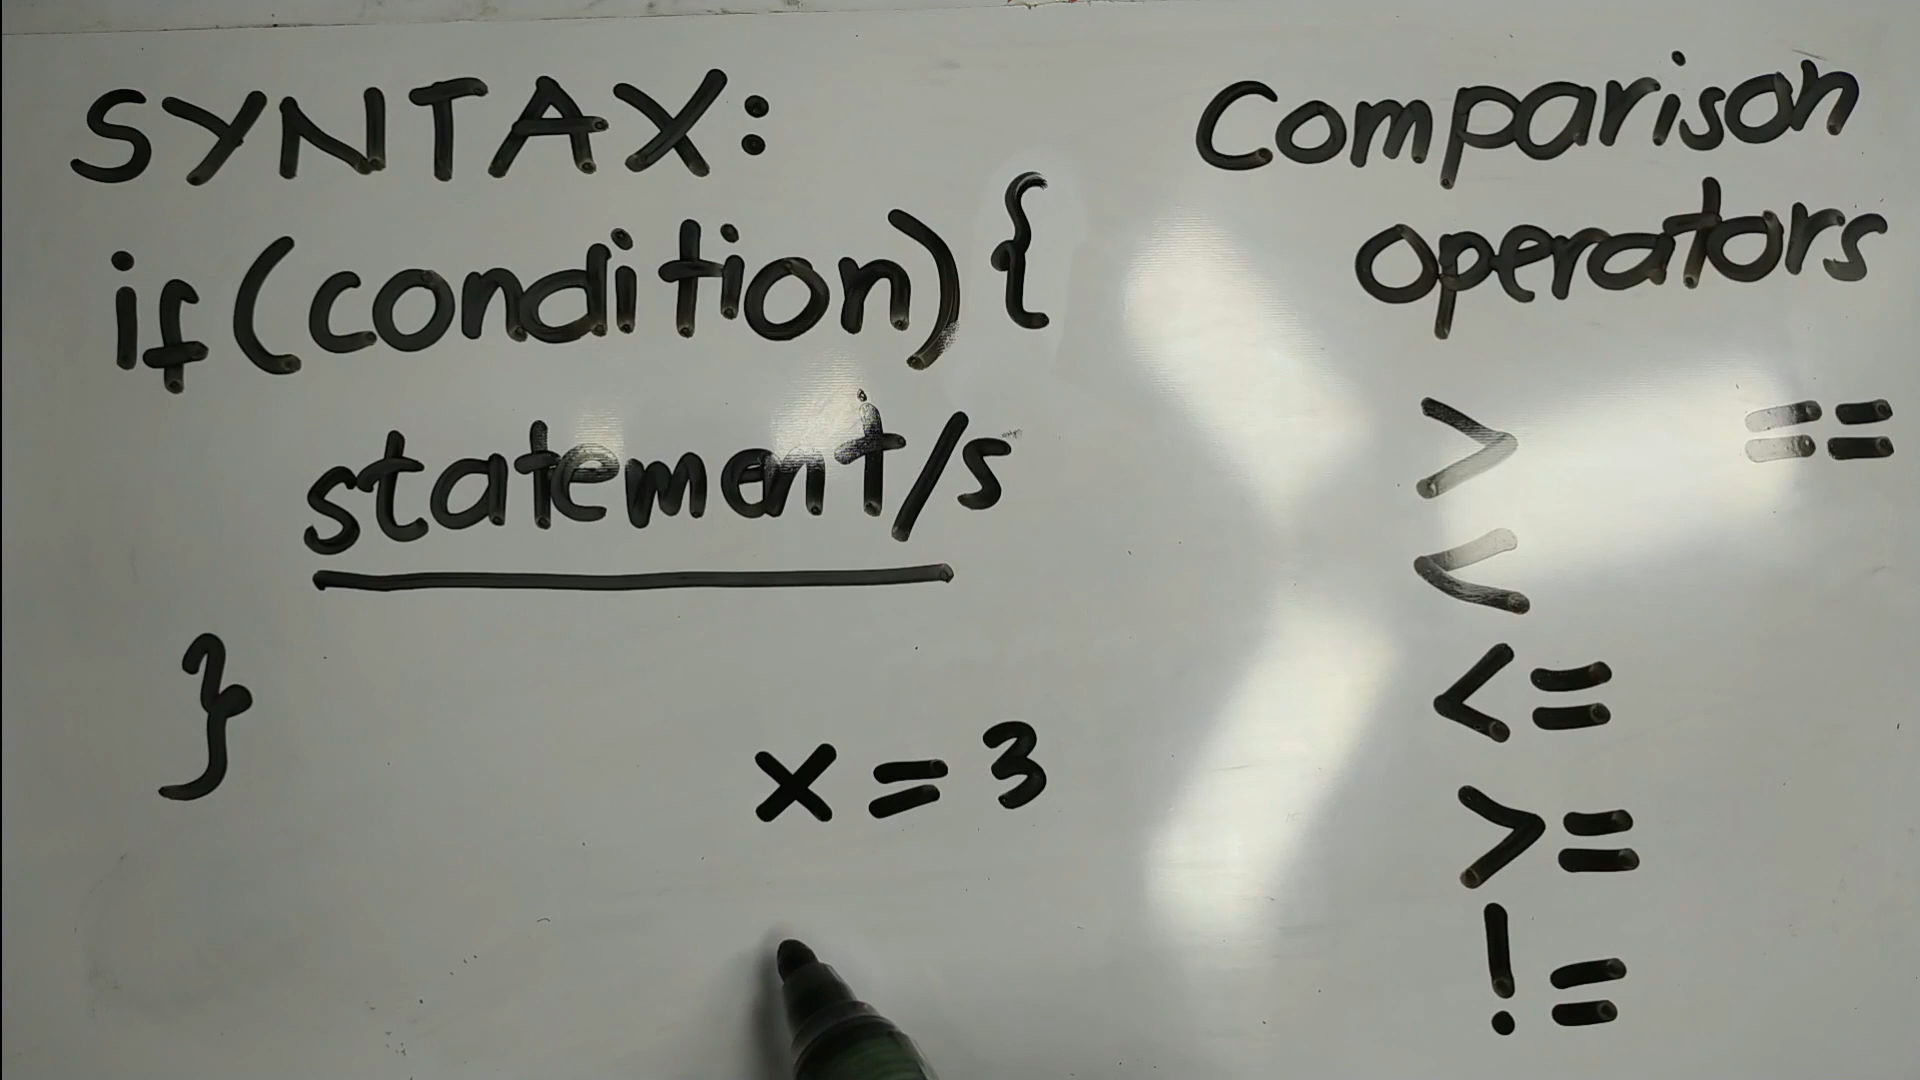 SYNTAX:
if (condition) {
statement/s
}
x = 3
Comparison
operators
> ==
<
<=
>=
!=